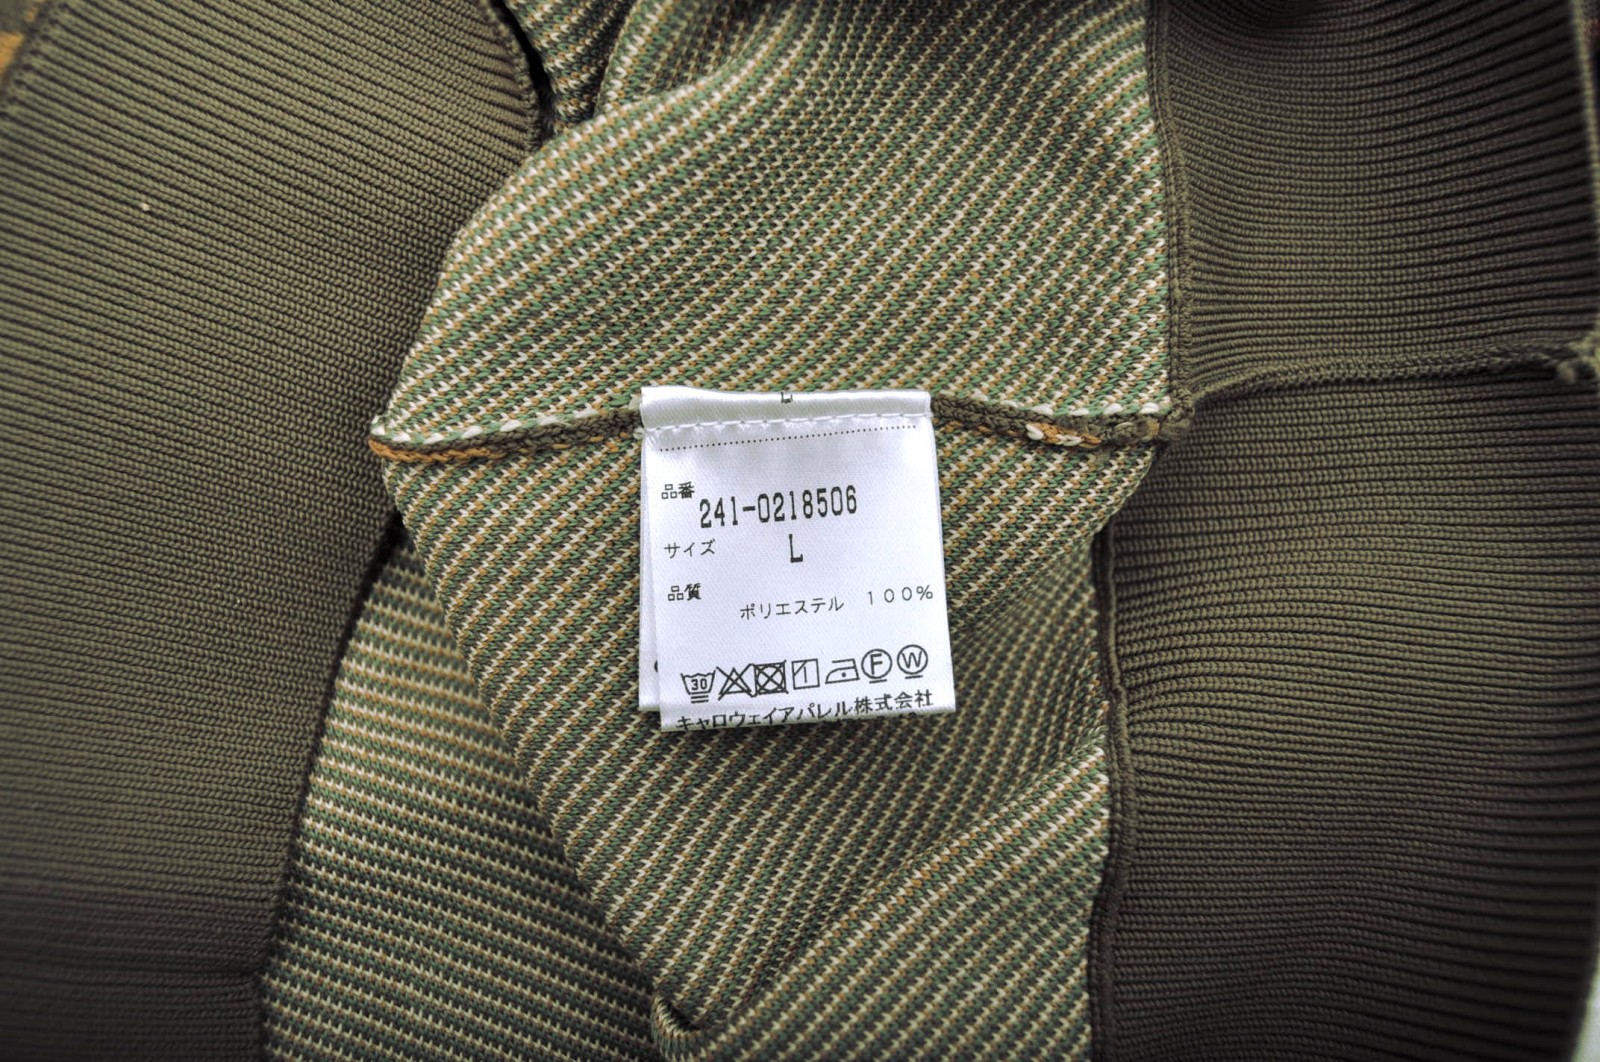 L
品番
241-0218506
サイズ L
品質
ポリエステル 100%
30 F W
キャロウェイアパレル株式会社